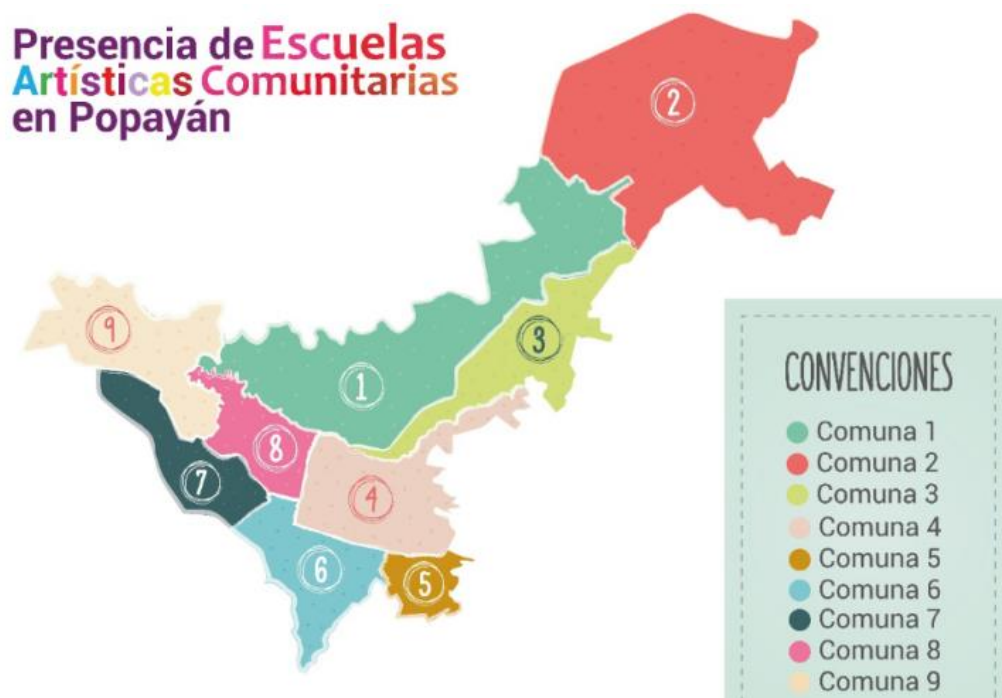 Presencia de Escuelas
Artísticas Comunitarias
en Popayán
2
3
9
1
8
7
4
6
5
CONVENCIONES
Comuna 1
Comuna 2
Comuna 3
Comuna 4
Comuna 5
Comuna 6
Comuna 7
Comuna 8
Comuna 9